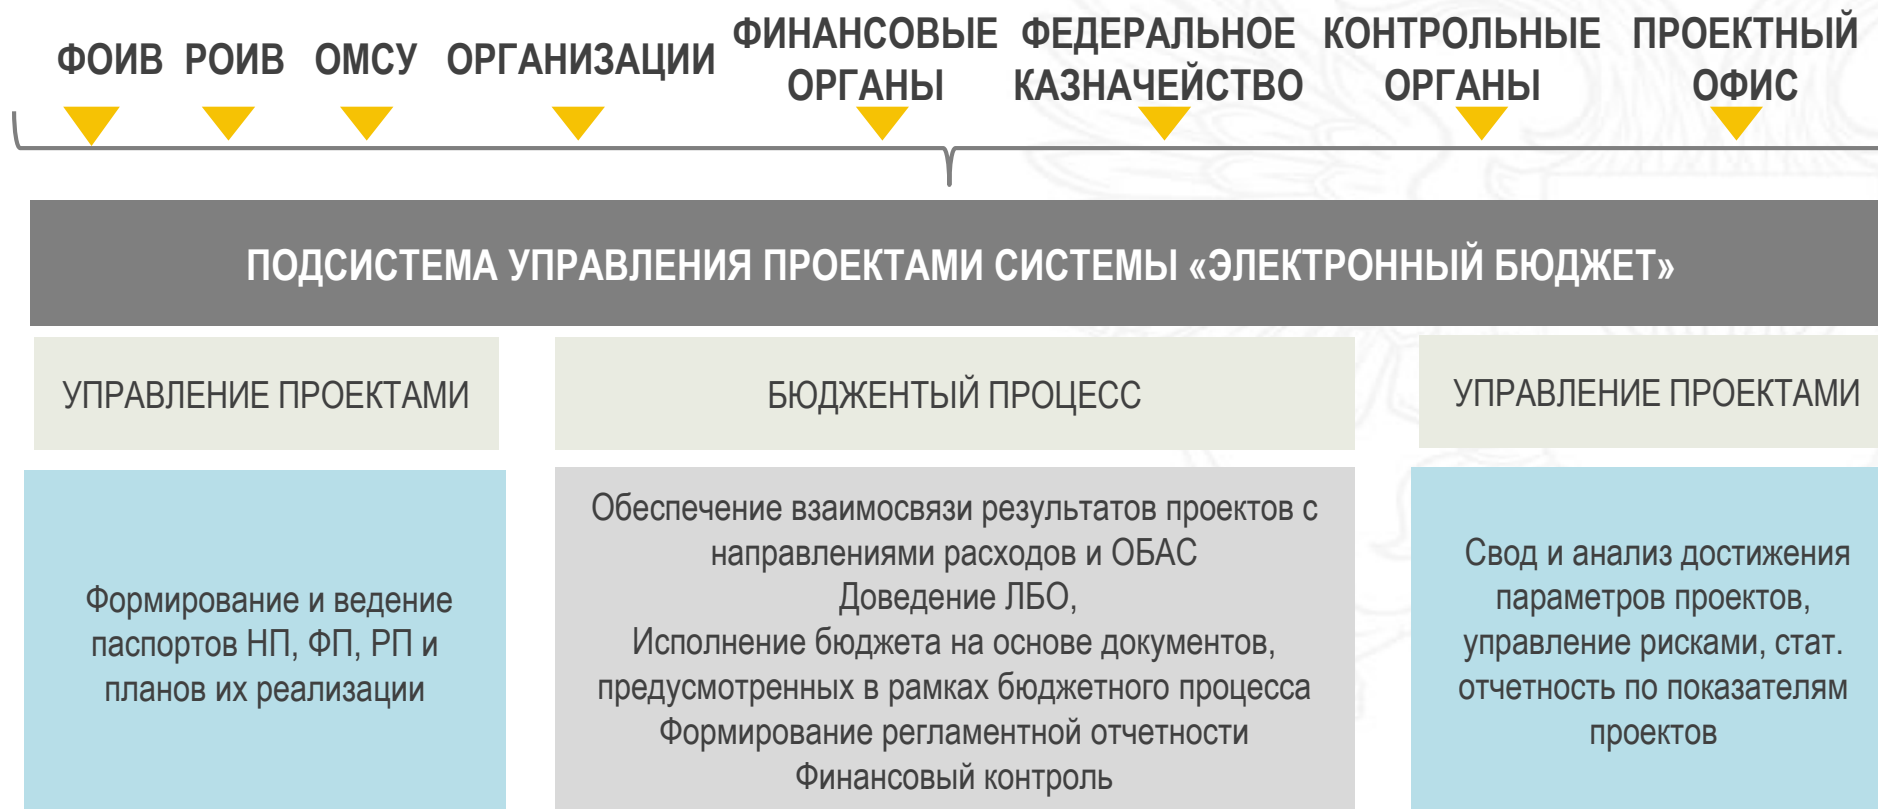 ФОИВ РОИВ ОМСУ ОРГАНИЗАЦИИ
ФИНАНСОВЫЕ
ОРГАНЫ
ФЕДЕРАЛЬНОЕ
КАЗНАЧЕЙСТВО
КОНТРОЛЬНЫЕ
ОРГАНЫ
ПРОЕКТНЫЙ
ОФИС
ПОДСИСТЕМА УПРАВЛЕНИЯ ПРОЕКТАМИ СИСТЕМЫ «ЭЛЕКТРОННЫЙ БЮДЖЕТ»
УПРАВЛЕНИЕ ПРОЕКТАМИ
Формирование и ведение
паспортов НП, ФП, РП и
планов их реализации
БЮДЖЕНТЫЙ ПРОЦЕСС
Обеспечение взаимосвязи результатов проектов с
направлениями расходов и ОБАС
Доведение ЛБО,
Исполнение бюджета на основе документов,
предусмотренных в рамках бюджетного процесса
Формирование регламентной отчетности
Финансовый контроль
УПРАВЛЕНИЕ ПРОЕКТАМИ
Свод и анализ достижения
параметров проектов,
управление рисками, стат.
отчетность по показателям
проектов